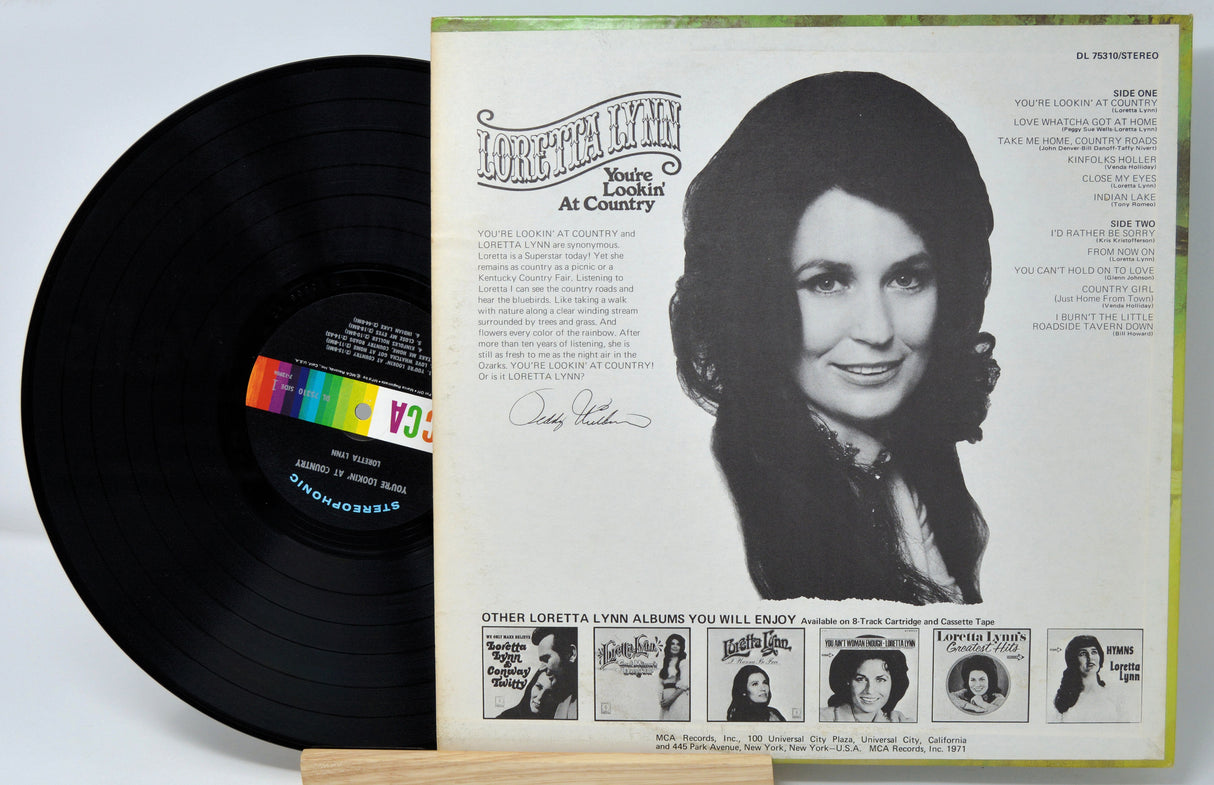 DL 75310/STEREO
LORETTA LYNN
You're
Lookin'
At Country
YOU'RE LOOKIN' AT COUNTRY and
LORETTA LYNN are synonymous.
Loretta is a Superstar today! Yet she
remains as country as a picnic or a
Kentucky Country Fair. Listening to
Loretta I can see the country roads and
hear the bluebirds. Like taking a walk
with nature along a clear winding stream
surrounded by trees and grass. And
flowers every color of the rainbow. After
more than ten years of listening, she is
still as fresh to me as the night air in the
Ozarks. YOU'RE LOOKIN' AT COUNTRY!
Or is it LORETTA LYNN?
SIDE ONE
YOU'RE LOOKIN' AT COUNTRY
(Loretta Lynn)
LOVE WHATCHA GOT AT HOME
(Peggy Sue Wells-Loretta Lynn)
TAKE ME HOME, COUNTRY ROADS
(John Denver-Bill Danoff-Taffy Nivert)
KINFOLKS HOLLER
(Venda Holliday)
CLOSE MY EYES
(Loretta Lynn)
INDIAN LAKE
(Tony Romeo)
SIDE TWO
I'D RATHER BE SORRY
(Kris Kristofferson)
FROM NOW ON
(Loretta Lynn)
YOU CAN'T HOLD ON TO LOVE
(Glenn Johnson)
COUNTRY GIRL
(Just Home From Town)
(Venda Holliday)
I BURN'T THE LITTLE
ROADSIDE TAVERN DOWN
(Bill Howard)
OTHER LORETTA LYNN ALBUMS YOU WILL ENJOY Available on 8-Track Cartridge and Cassette Tape
WE ONLY MAKE BELIEVE
Loretta
Lynn
&
Conway
Twitty
Loretta Lynn
Loretta Lynn
I Wanna Be Free
YOU AIN'T WOMAN ENOUGH - LORETTA LYNN
Loretta Lynn's
Greatest Hits
HYMNS
Loretta
Lynn
MCA Records, Inc., 100 Universal City Plaza, Universal City, California
and 445 Park Avenue, New York, New York—U.S.A. MCA Records, Inc. 1971
STEREOPHONIC
YOU'RE LOOKIN' AT COUNTRY
LORETTA LYNN
CCA
DL 75310 SIDE 1